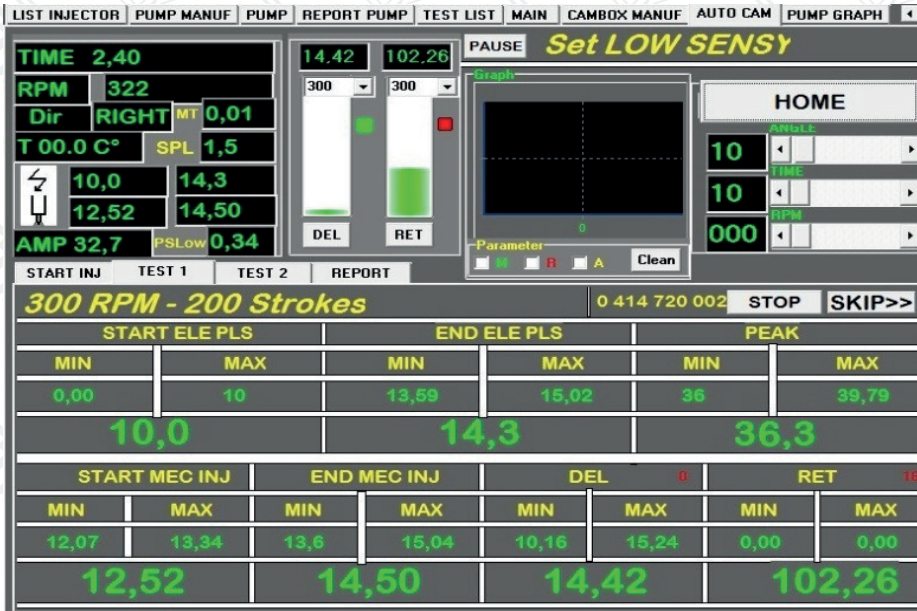 LIST INJECTOR PUMP MANUF PUMP REPORT PUMP TEST LIST MAIN CAMBOX MANUF AUTO CAM PUMP GRAPH
TIME 2,40
RPM 322
Dir RIGHT MT 0,01
T 00.0 C° SPL 1,5
10,0 14,3
12,52 14,50
AMP 32,7 PSLow 0,34
14,42 102,26
300 300
DEL RET
PAUSE Set LOW SENSY
Graph
0
Parameter
M R A Clean
HOME
ANGLE
10
TIME
10
RPM
000
START INJ TEST 1 TEST 2 REPORT
300 RPM - 200 Strokes 0 414 720 002 STOP SKIP>>
START ELE PLS END ELE PLS PEAK
MIN MAX MIN MAX MIN MAX
0,00 10 13,59 15,02 36 39,79
10,0 14,3 36,3
START MEC INJ END MEC INJ DEL 0 RET
MIN MAX MIN MAX MIN MAX MIN MAX
12,07 13,34 13,6 15,04 10,16 15,24 0,00 0,00
12,52 14,50 14,42 102,26